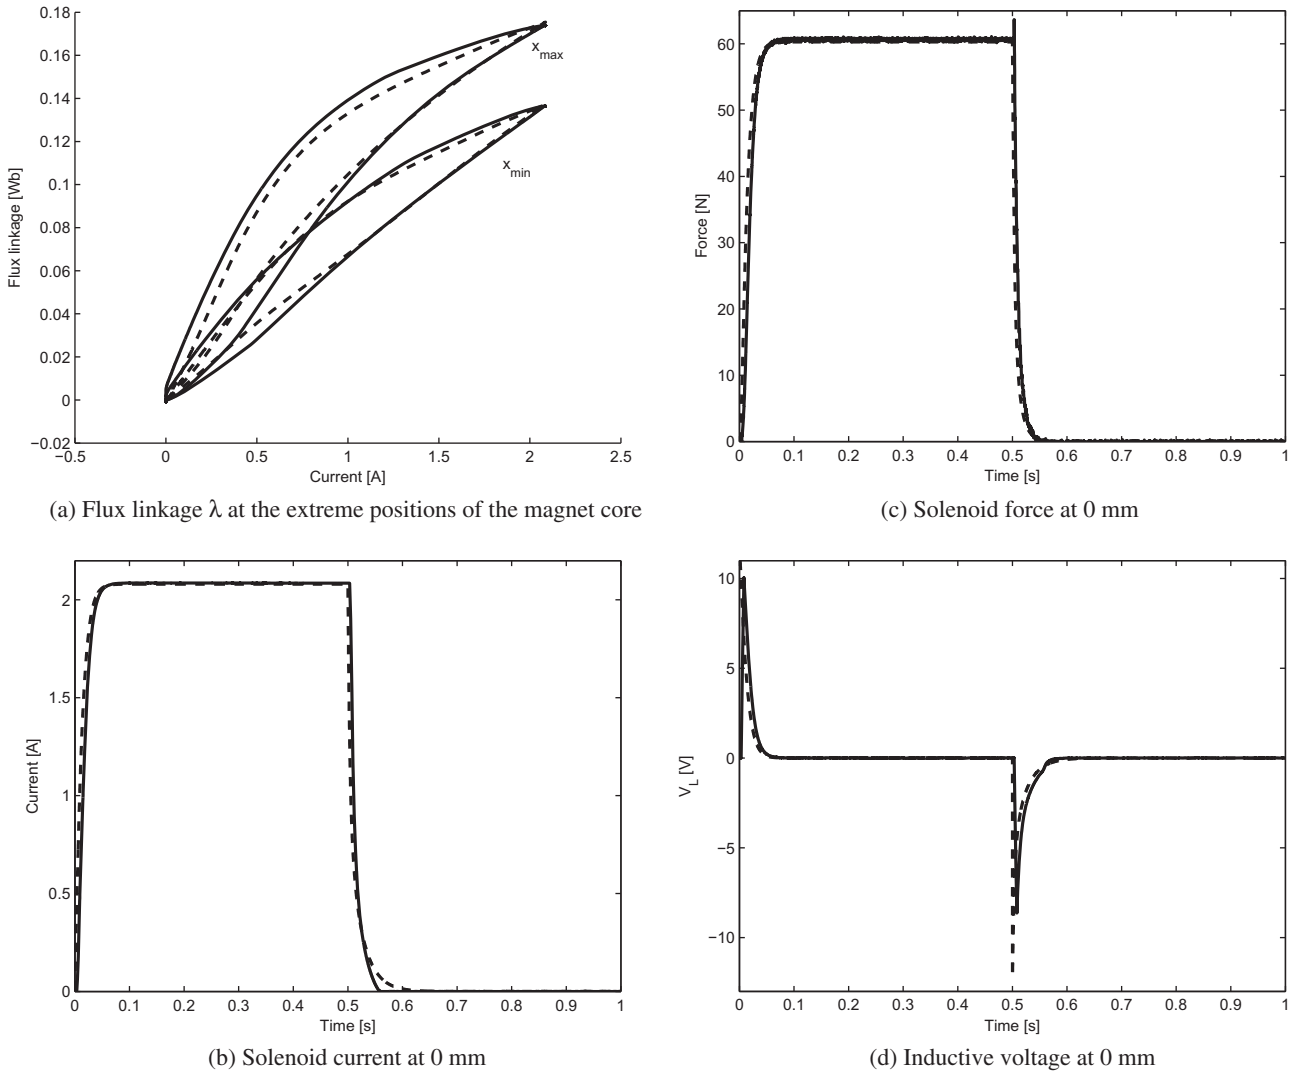 0.18
0.16
0.14
0.12
0.1
0.08
0.06
0.04
0.02
0
−0.02
Flux linkage [Wb]
x_max
x_min
−0.5 0 0.5 1 1.5 2 2.5
Current [A]
(a) Flux linkage λ at the extreme positions of the magnet core
60
50
40
30
20
10
0
Force [N]
0 0.1 0.2 0.3 0.4 0.5 0.6 0.7 0.8 0.9 1
Time [s]
(c) Solenoid force at 0 mm
2
1.5
1
0.5
0
Current [A]
0 0.1 0.2 0.3 0.4 0.5 0.6 0.7 0.8 0.9 1
Time [s]
(b) Solenoid current at 0 mm
10
5
0
−5
−10
V_L [V]
0 0.1 0.2 0.3 0.4 0.5 0.6 0.7 0.8 0.9 1
Time [s]
(d) Inductive voltage at 0 mm